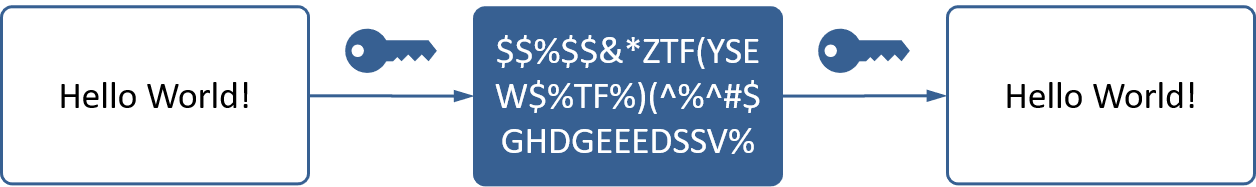 Hello World!
$$%$$&*ZTF(YSE
W$%TF%)(^%^#$
GHDGEEEDSSV%
Hello World!